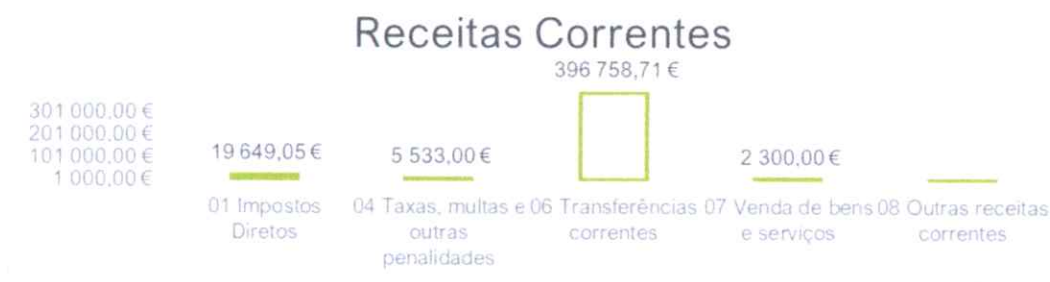 Receitas Correntes
396 758,71 €
301 000,00 €
201 000,00 €
101 000,00 €
1 000,00 €
19 649,05 €
5 533,00 €
2 300,00 €
01 Impostos
Diretos
04 Taxas, multas e
outras
penalidades
06 Transferências
correntes
07 Venda de bens
e serviços
08 Outras receitas
correntes